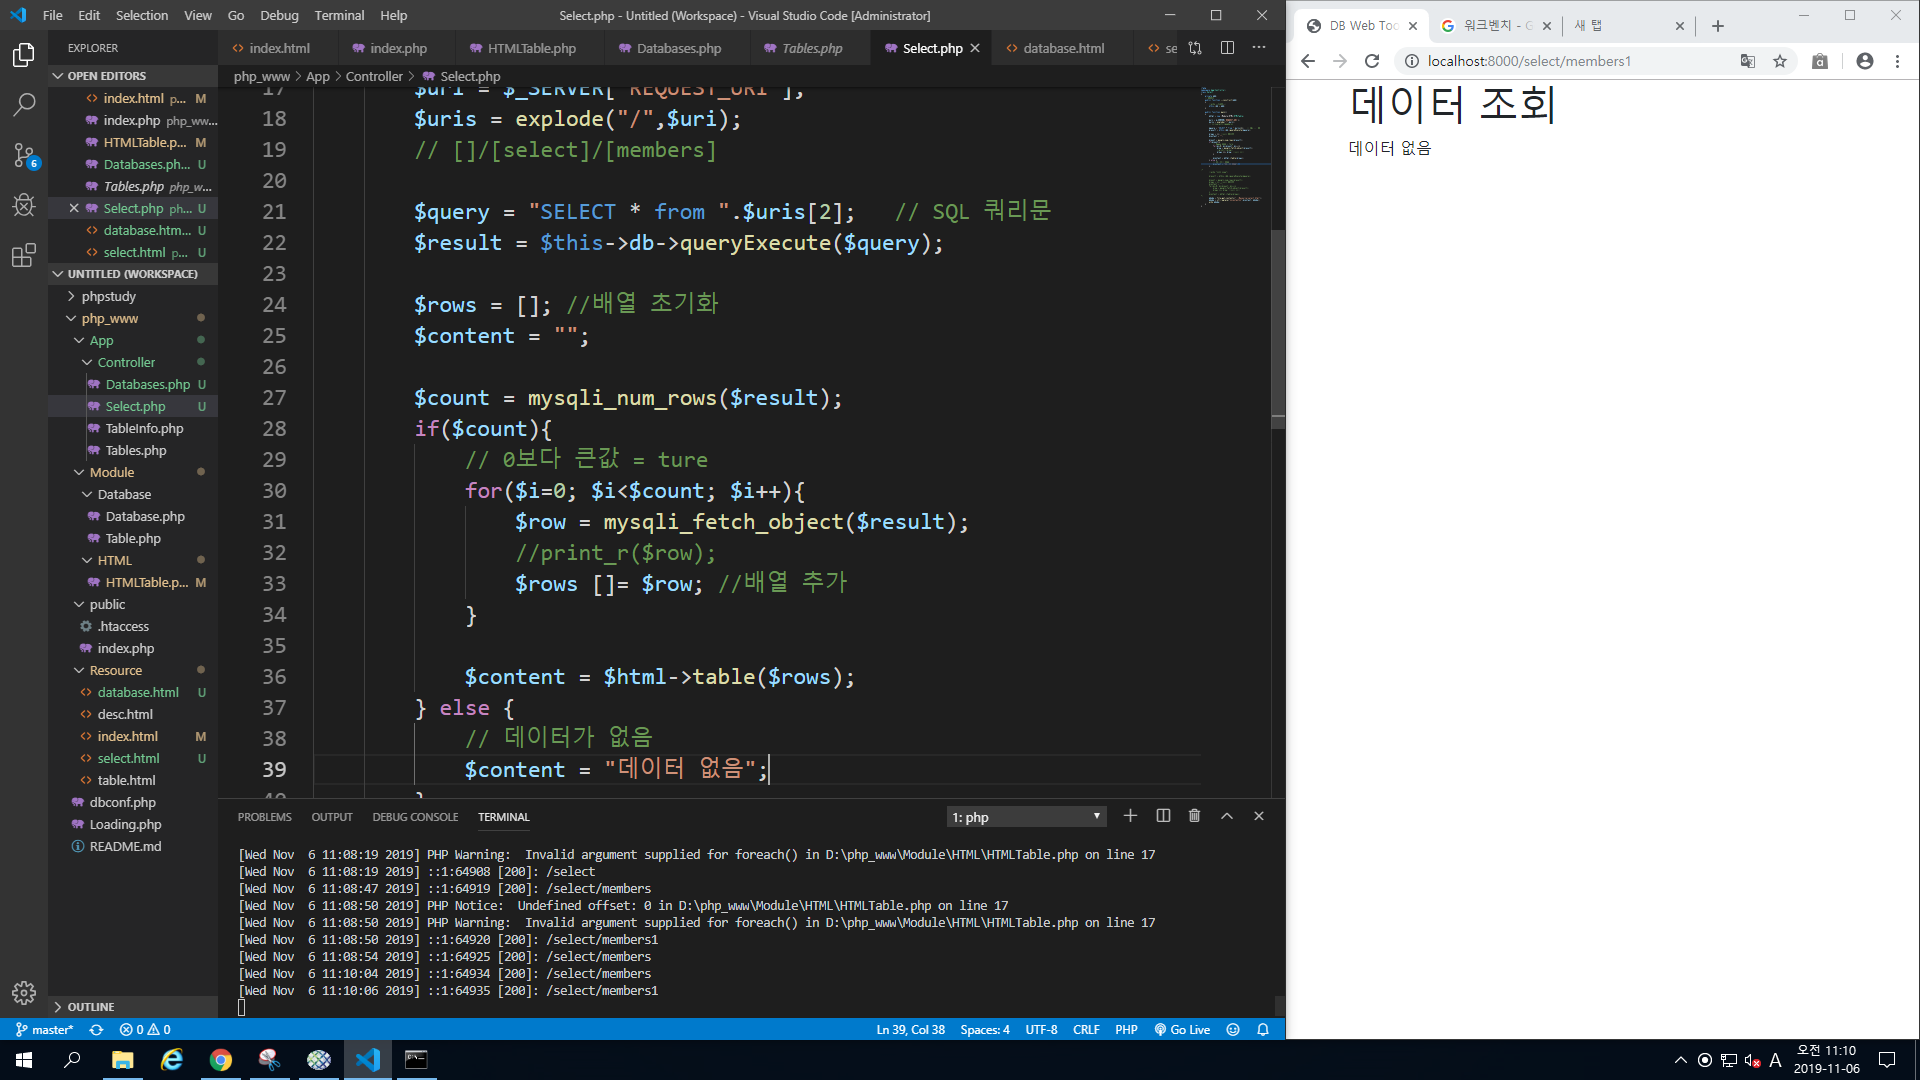 File Edit Selection View Go Debug Terminal Help
Select.php - Untitled (Workspace) - Visual Studio Code [Administrator]
EXPLORER
OPEN EDITORS
index.html p... M
index.php php_ww...
HTMLTable.p... M
Databases.ph... U
Tables.php php_w...
Select.php ph... U
database.htm... U
select.html p... U
UNTITLED (WORKSPACE)
phpstudy
php_www
App
Controller
Databases.php U
Select.php U
TableInfo.php
Tables.php
Module
Database
Database.php
Table.php
HTML
HTMLTable.p... M
public
.htaccess
index.php
Resource
database.html U
desc.html
index.html M
select.html U
table.html
dbconf.php
Loading.php
README.md
OUTLINE
index.html index.php HTMLTable.php Databases.php Tables.php Select.php database.html se
php_www > App > Controller > Select.php
17 $uri = $_SERVER["REQUEST_URI"];
18 $uris = explode("/",$uri);
19 // []/[select]/[members]
20
21 $query = "SELECT * from ".$uris[2]; // SQL 쿼리문
22 $result = $this->db->queryExecute($query);
23
24 $rows = []; //배열 초기화
25 $content = "";
26
27 $count = mysqli_num_rows($result);
28 if($count){
29 // 0보다 큰값 = ture
30 for($i=0; $i<$count; $i++){
31 $row = mysqli_fetch_object($result);
32 //print_r($row);
33 $rows []= $row; //배열 추가
34 }
35
36 $content = $html->table($rows);
37 } else {
38 // 데이터가 없음
39 $content = "데이터 없음";
40 }
PROBLEMS OUTPUT DEBUG CONSOLE TERMINAL
1: php
[Wed Nov  6 11:08:19 2019] PHP Warning:  Invalid argument supplied for foreach() in D:\php_www\Module\HTML\HTMLTable.php on line 17
[Wed Nov  6 11:08:19 2019] ::1:64908 [200]: /select
[Wed Nov  6 11:08:47 2019] ::1:64919 [200]: /select/members
[Wed Nov  6 11:08:50 2019] PHP Notice:  Undefined offset: 0 in D:\php_www\Module\HTML\HTMLTable.php on line 17
[Wed Nov  6 11:08:50 2019] PHP Warning:  Invalid argument supplied for foreach() in D:\php_www\Module\HTML\HTMLTable.php on line 17
[Wed Nov  6 11:08:50 2019] ::1:64920 [200]: /select/members1
[Wed Nov  6 11:08:54 2019] ::1:64925 [200]: /select/members
[Wed Nov  6 11:10:04 2019] ::1:64934 [200]: /select/members
[Wed Nov  6 11:10:06 2019] ::1:64935 [200]: /select/members1
6
master* 0 0
Ln 39, Col 38 Spaces: 4 UTF-8 CRLF PHP Go Live
DB Web Too 워크벤치 - G 새 탭
localhost:8000/select/members1
데이터 조회
데이터 없음
A
오전 11:10
2019-11-06